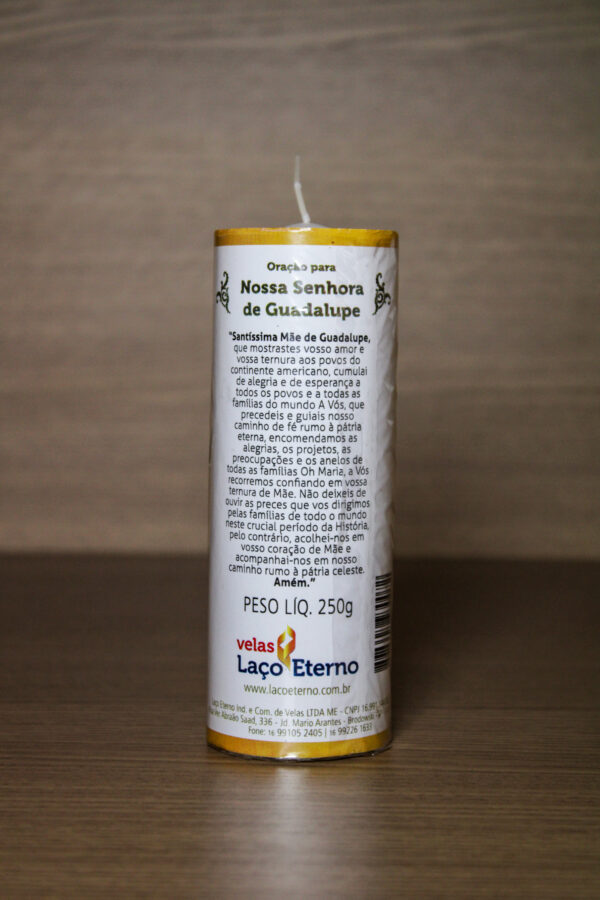 Oração para
Nossa Senhora
de Guadalupe
"Santíssima Mãe de Guadalupe,
que mostrastes vosso amor e
vossa ternura aos povos do
continente americano, cumulai
de alegria e de esperança a
todos os povos e a todas as
famílias do mundo A Vós, que
precedeis e guiais nosso
caminho de fé rumo à pátria
eterna, encomendamos as
alegrias, os projetos, as
preocupações e os anelos de
todas as famílias Oh Maria, a Vós
recorremos confiando em vossa
ternura de Mãe. Não deixeis de
ouvir as preces que vos dirigimos
pelas famílias de todo o mundo
neste crucial período da História,
pelo contrário, acolhei-nos em
vosso coração de Mãe e
acompanhai-nos em nosso
caminho rumo à pátria celeste.
Amém."
PESO LÍQ. 250g
velas
Laço Eterno
www.lacoeterno.com.br
Laço Eterno Ind. e Com. de Velas LTDA ME - CNPJ 16.991
Abraão Saad, 336 - Jd. Mario Arantes - Brodowski
Fone: 16 99105 2405 | 16 99226 1633